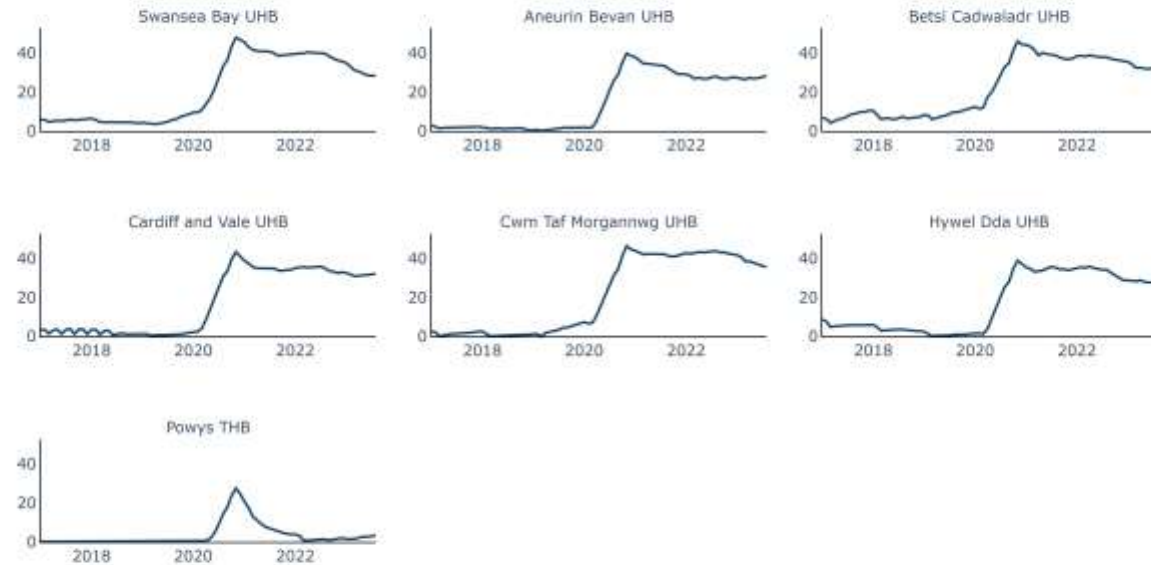 Swansea Bay UHB
40
20
0
2018 2020 2022
Aneurin Bevan UHB
40
20
0
2018 2020 2022
Betsi Cadwaladr UHB
40
20
0
2018 2020 2022
Cardiff and Vale UHB
40
20
0
2018 2020 2022
Cwm Taf Morgannwg UHB
40
20
0
2018 2020 2022
Hywel Dda UHB
40
20
0
2018 2020 2022
Powys THB
40
20
0
2018 2020 2022